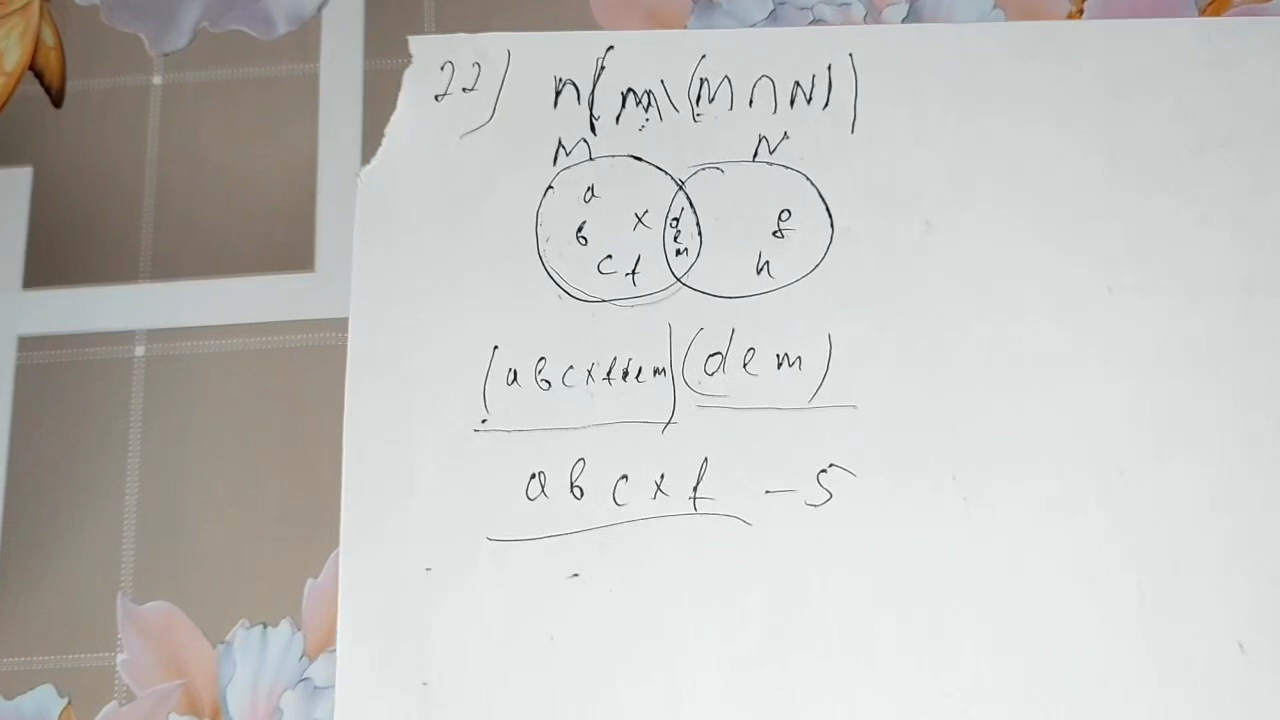 22) n(m\(M∩N))
M N
a
в x d e m g
c f h
(a в c x f d e m)(d e m)
a в c x f - 5